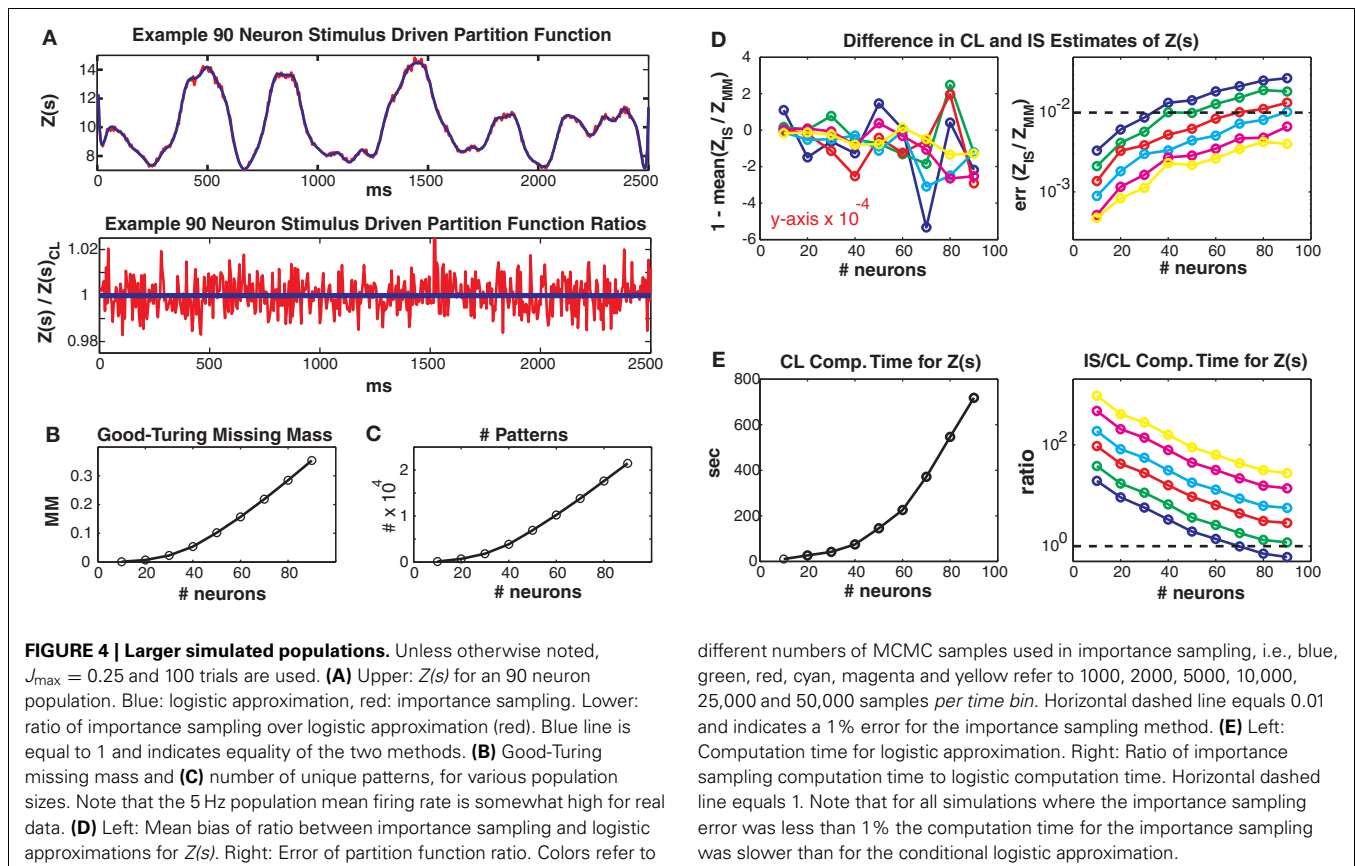 A
Example 90 Neuron Stimulus Driven Partition Function
Z(s)
14
12
10
8
0
500
1000
1500
2000
2500
ms
Example 90 Neuron Stimulus Driven Partition Function Ratios
Z(s) / Z(s)CL
1.02
1
0.98
0
500
1000
1500
2000
2500
ms
B
Good-Turing Missing Mass
MM
0.3
0.2
0.1
0
0 20 40 60 80
# neurons
C
# Patterns
# x 10^4
2
1
0
0 20 40 60 80
# neurons
D
Difference in CL and IS Estimates of Z(s)
1 - mean(Z_IS / Z_MM)
4
2
0
-2
-4
-6
y-axis x 10^-4
0 20 40 60 80 100
# neurons
err (Z_IS / Z_MM)
10^-2
10^-3
0 20 40 60 80 100
# neurons
E
CL Comp. Time for Z(s)
sec
800
600
400
200
0
0 20 40 60 80 100
# neurons
IS/CL Comp. Time for Z(s)
ratio
10^2
10^0
0 20 40 60 80 100
# neurons
FIGURE 4 | Larger simulated populations. Unless otherwise noted,
J_max = 0.25 and 100 trials are used. (A) Upper: Z(s) for an 90 neuron
population. Blue: logistic approximation, red: importance sampling. Lower:
ratio of importance sampling over logistic approximation (red). Blue line is
equal to 1 and indicates equality of the two methods. (B) Good-Turing
missing mass and (C) number of unique patterns, for various population
sizes. Note that the 5 Hz population mean firing rate is somewhat high for real
data. (D) Left: Mean bias of ratio between importance sampling and logistic
approximations for Z(s). Right: Error of partition function ratio. Colors refer to
different numbers of MCMC samples used in importance sampling, i.e., blue,
green, red, cyan, magenta and yellow refer to 1000, 2000, 5000, 10,000,
25,000 and 50,000 samples per time bin. Horizontal dashed line equals 0.01
and indicates a 1% error for the importance sampling method. (E) Left:
Computation time for logistic approximation. Right: Ratio of importance
sampling computation time to logistic computation time. Horizontal dashed
line equals 1. Note that for all simulations where the importance sampling
error was less than 1% the computation time for the importance sampling
was slower than for the conditional logistic approximation.